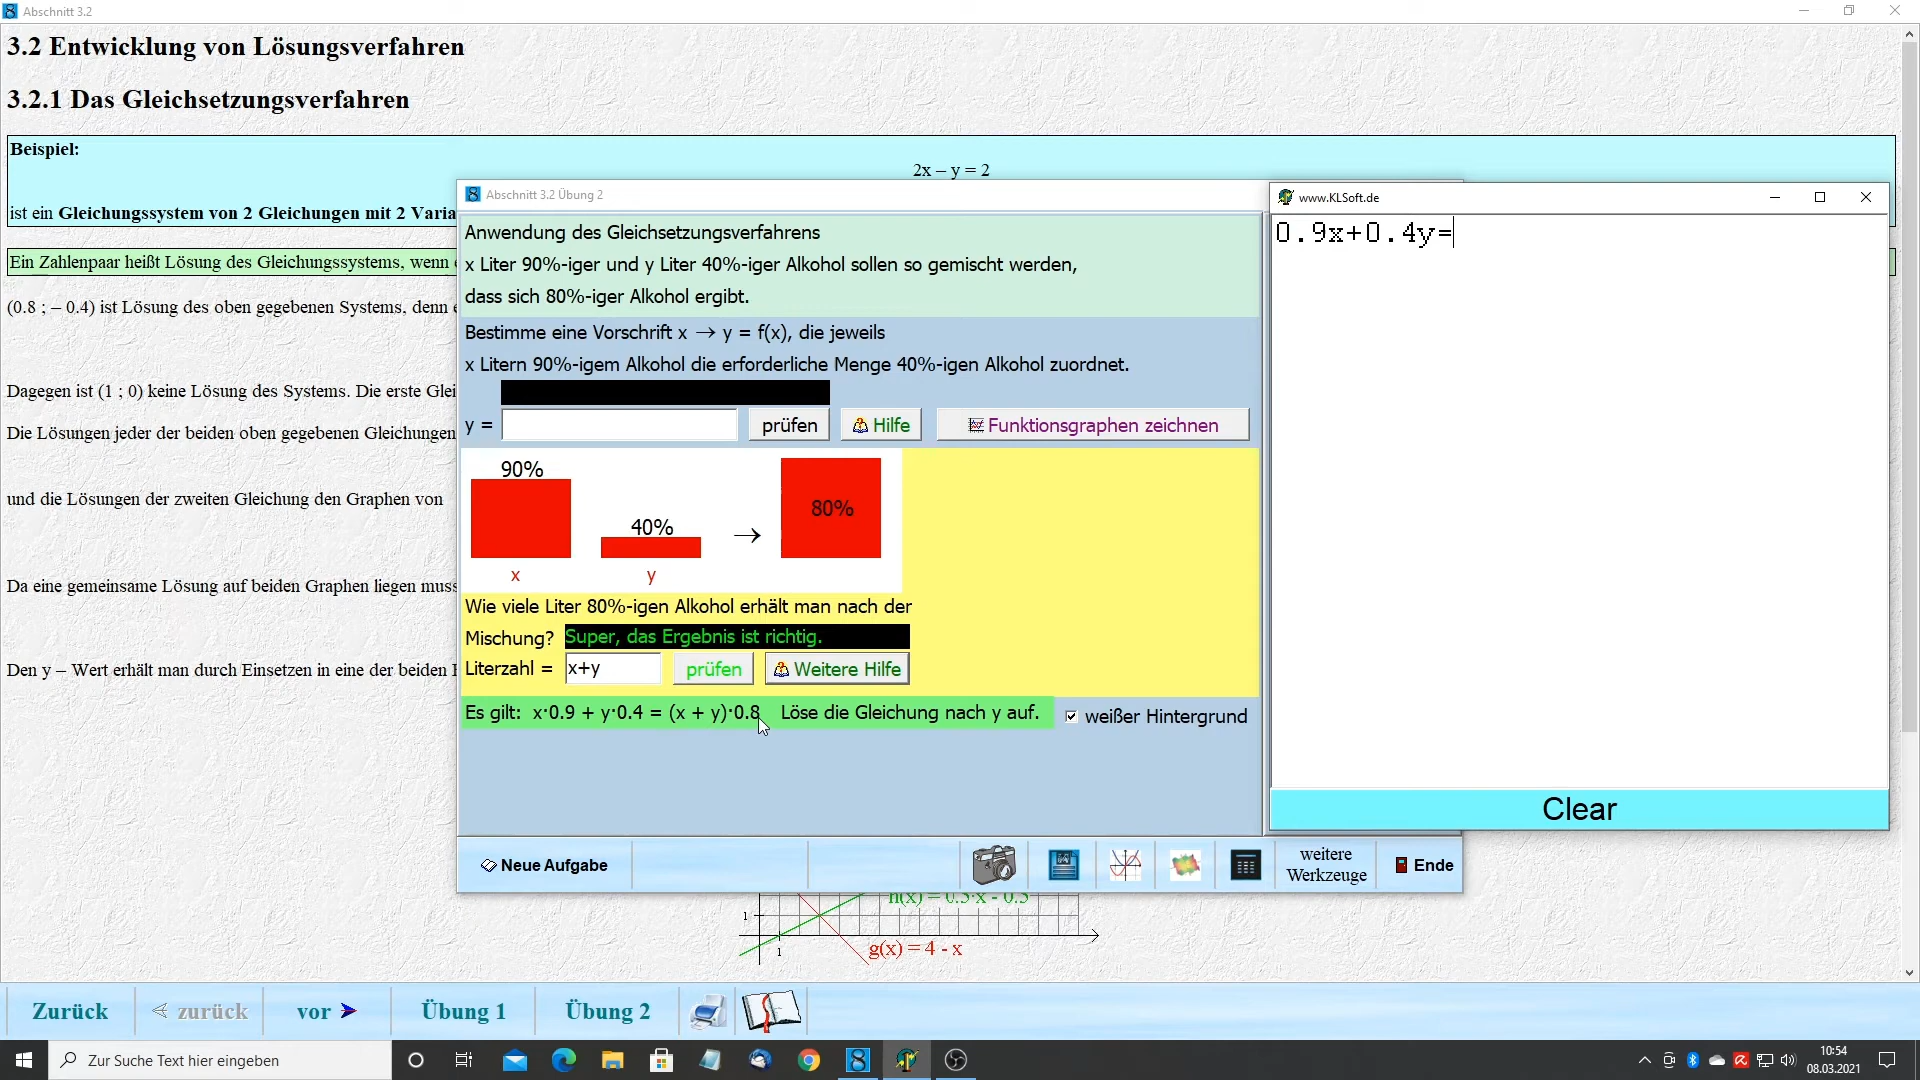 Abschnitt 3.2
3.2 Entwicklung von Lösungsverfahren
3.2.1 Das Gleichsetzungsverfahren
Beispiel:
2x – y = 2
ist ein Gleichungssystem von 2 Gleichungen mit 2 Varia
Ein Zahlenpaar heißt Lösung des Gleichungssystems, wenn e
(0.8 ; – 0.4) ist Lösung des oben gegebenen Systems, denn e
Dagegen ist (1 ; 0) keine Lösung des Systems. Die erste Glei
Die Lösungen jeder der beiden oben gegebenen Gleichungen
und die Lösungen der zweiten Gleichung den Graphen von
Da eine gemeinsame Lösung auf beiden Graphen liegen muss
Den y – Wert erhält man durch Einsetzen in eine der beiden
Abschnitt 3.2 Übung 2
Anwendung des Gleichsetzungsverfahrens
x Liter 90%-iger und y Liter 40%-iger Alkohol sollen so gemischt werden,
dass sich 80%-iger Alkohol ergibt.
Bestimme eine Vorschrift x → y = f(x), die jeweils
x Litern 90%-igem Alkohol die erforderliche Menge 40%-igen Alkohol zuordnet.
y = prüfen Hilfe Funktionsgraphen zeichnen
90%
40%
→
80%
x y
Wie viele Liter 80%-igen Alkohol erhält man nach der
Mischung? Super, das Ergebnis ist richtig.
Literzahl = x+y prüfen Weitere Hilfe
Es gilt: x·0.9 + y·0.4 = (x + y)·0.8 Löse die Gleichung nach y auf.
weißer Hintergrund
Neue Aufgabe
weitere
Werkzeuge
Ende
www.KLSoft.de
0.9x+0.4y=
Clear
h(x) = 0.5·x - 0.5
1
1
g(x) = 4 - x
Zurück zurück vor Übung 1 Übung 2
Zur Suche Text hier eingeben
10:54
08.03.2021